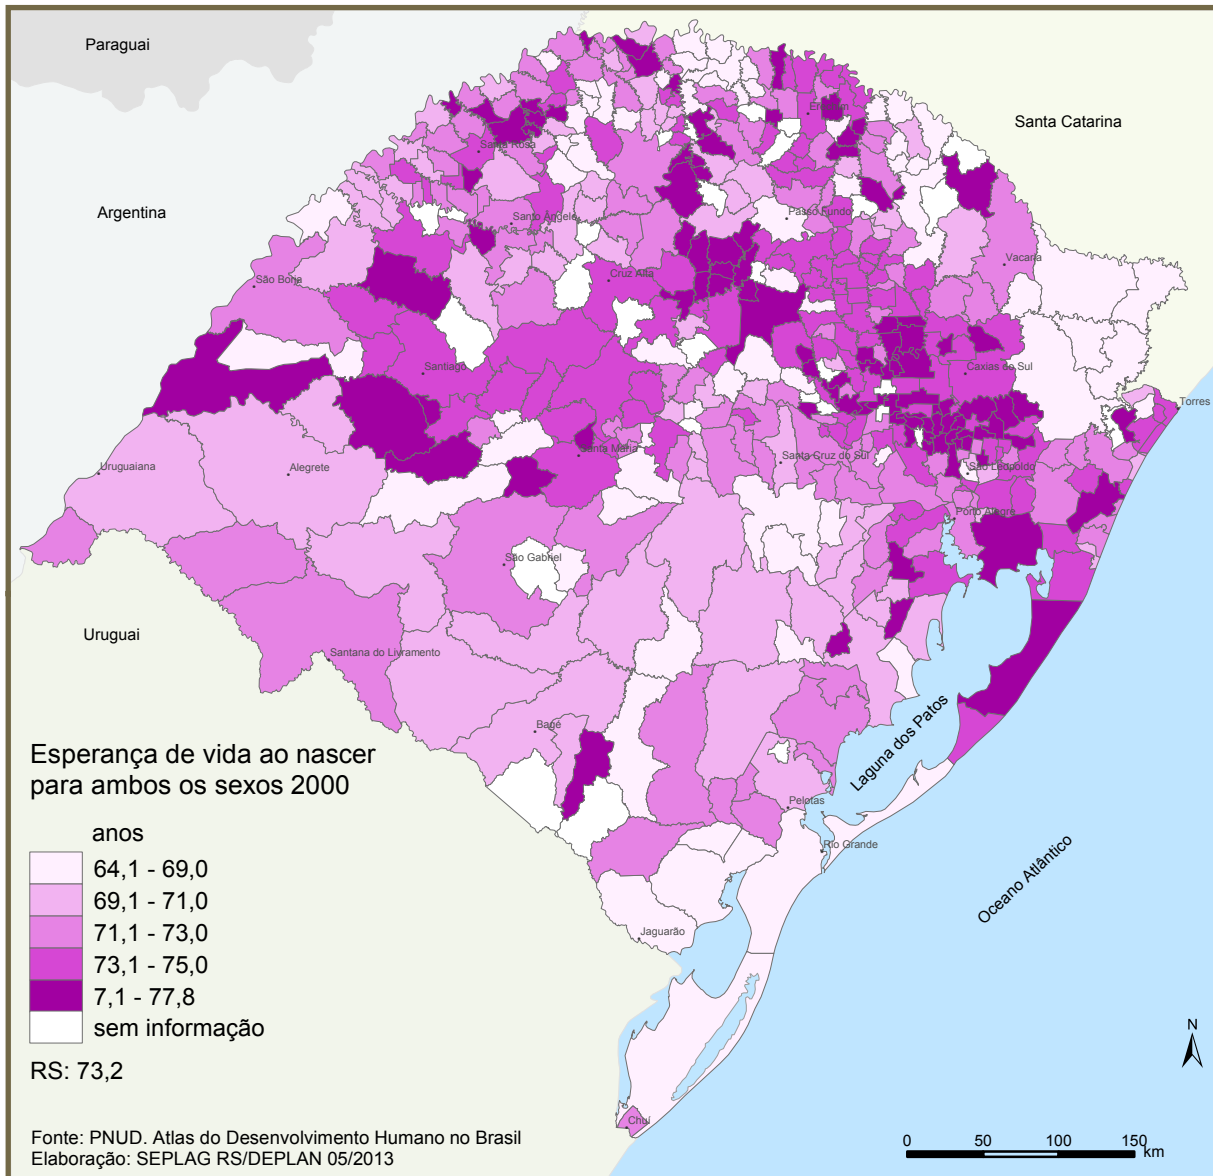 Paraguai
Santa Catarina
Argentina
Erechim
Santa Rosa
Santo Ângelo
Passo Fundo
Vacaria
São Borja
Cruz Alta
Santiago
Caxias do Sul
Torres
Uruguaiana
Alegrete
Santa Maria
Santa Cruz do Sul
São Leopoldo
Porto Alegre
São Gabriel
Uruguai
Santana do Livramento
Bagé
Laguna dos Patos
Pelotas
Rio Grande
Oceano Atlântico
Jaguarão
Chuí
Esperança de vida ao nascer
para ambos os sexos 2000
anos
64,1 - 69,0
69,1 - 71,0
71,1 - 73,0
73,1 - 75,0
7,1 - 77,8
sem informação
RS: 73,2
Fonte: PNUD. Atlas do Desenvolvimento Humano no Brasil
Elaboração: SEPLAG RS/DEPLAN 05/2013
N
0 50 100 150
km